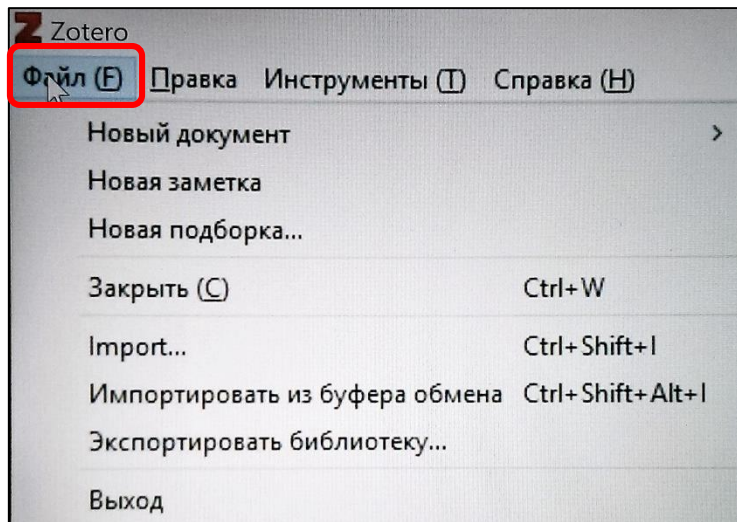 Zotero
Файл (F) Правка Инструменты (T) Справка (H)
Новый документ >
Новая заметка
Новая подборка...
Закрыть (C) Ctrl+W
Import... Ctrl+Shift+I
Импортировать из буфера обмена Ctrl+Shift+Alt+I
Экспортировать библиотеку...
Выход